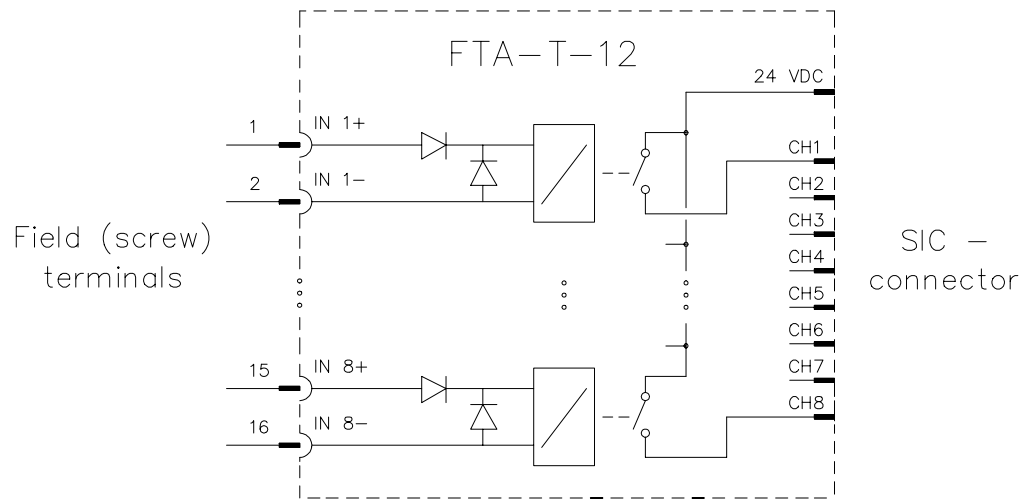 FTA-T-12
24 VDC
1
IN 1+
CH1
2
IN 1-
CH2
Field (screw)
terminals
CH3
SIC -
connector
CH4
CH5
CH6
15
IN 8+
CH7
16
IN 8-
CH8